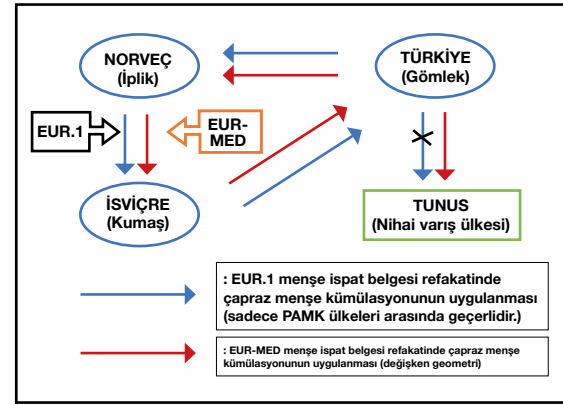 NORVEÇ
(İplik)
TÜRKİYE
(Gömlek)
EUR.1
EUR-
MED
İSVİÇRE
(Kumaş)
TUNUS
(Nihai varış ülkesi)
: EUR.1 menşe ispat belgesi refakatinde
çapraz menşe kümülasyonunun uygulanması
(sadece PAMK ülkeleri arasında geçerlidir.)
: EUR-MED menşe ispat belgesi refakatinde çapraz menşe
kümülasyonunun uygulanması (değişken geometri)